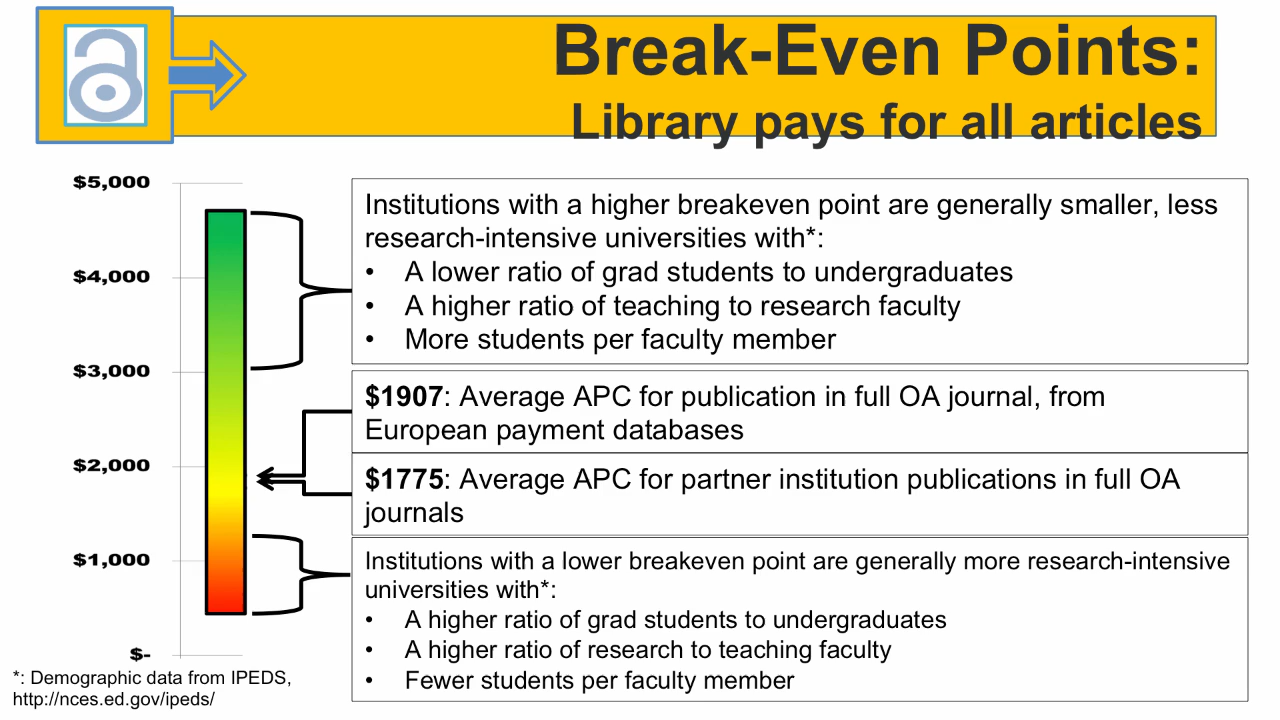 Break-Even Points:
Library pays for all articles
$5,000
$4,000
$3,000
$2,000
$1,000
$-
Institutions with a higher breakeven point are generally smaller, less
research-intensive universities with*:
• A lower ratio of grad students to undergraduates
• A higher ratio of teaching to research faculty
• More students per faculty member
$1907: Average APC for publication in full OA journal, from
European payment databases
$1775: Average APC for partner institution publications in full OA
journals
Institutions with a lower breakeven point are generally more research-intensive
universities with*:
• A higher ratio of grad students to undergraduates
• A higher ratio of research to teaching faculty
• Fewer students per faculty member
*: Demographic data from IPEDS,
http://nces.ed.gov/ipeds/